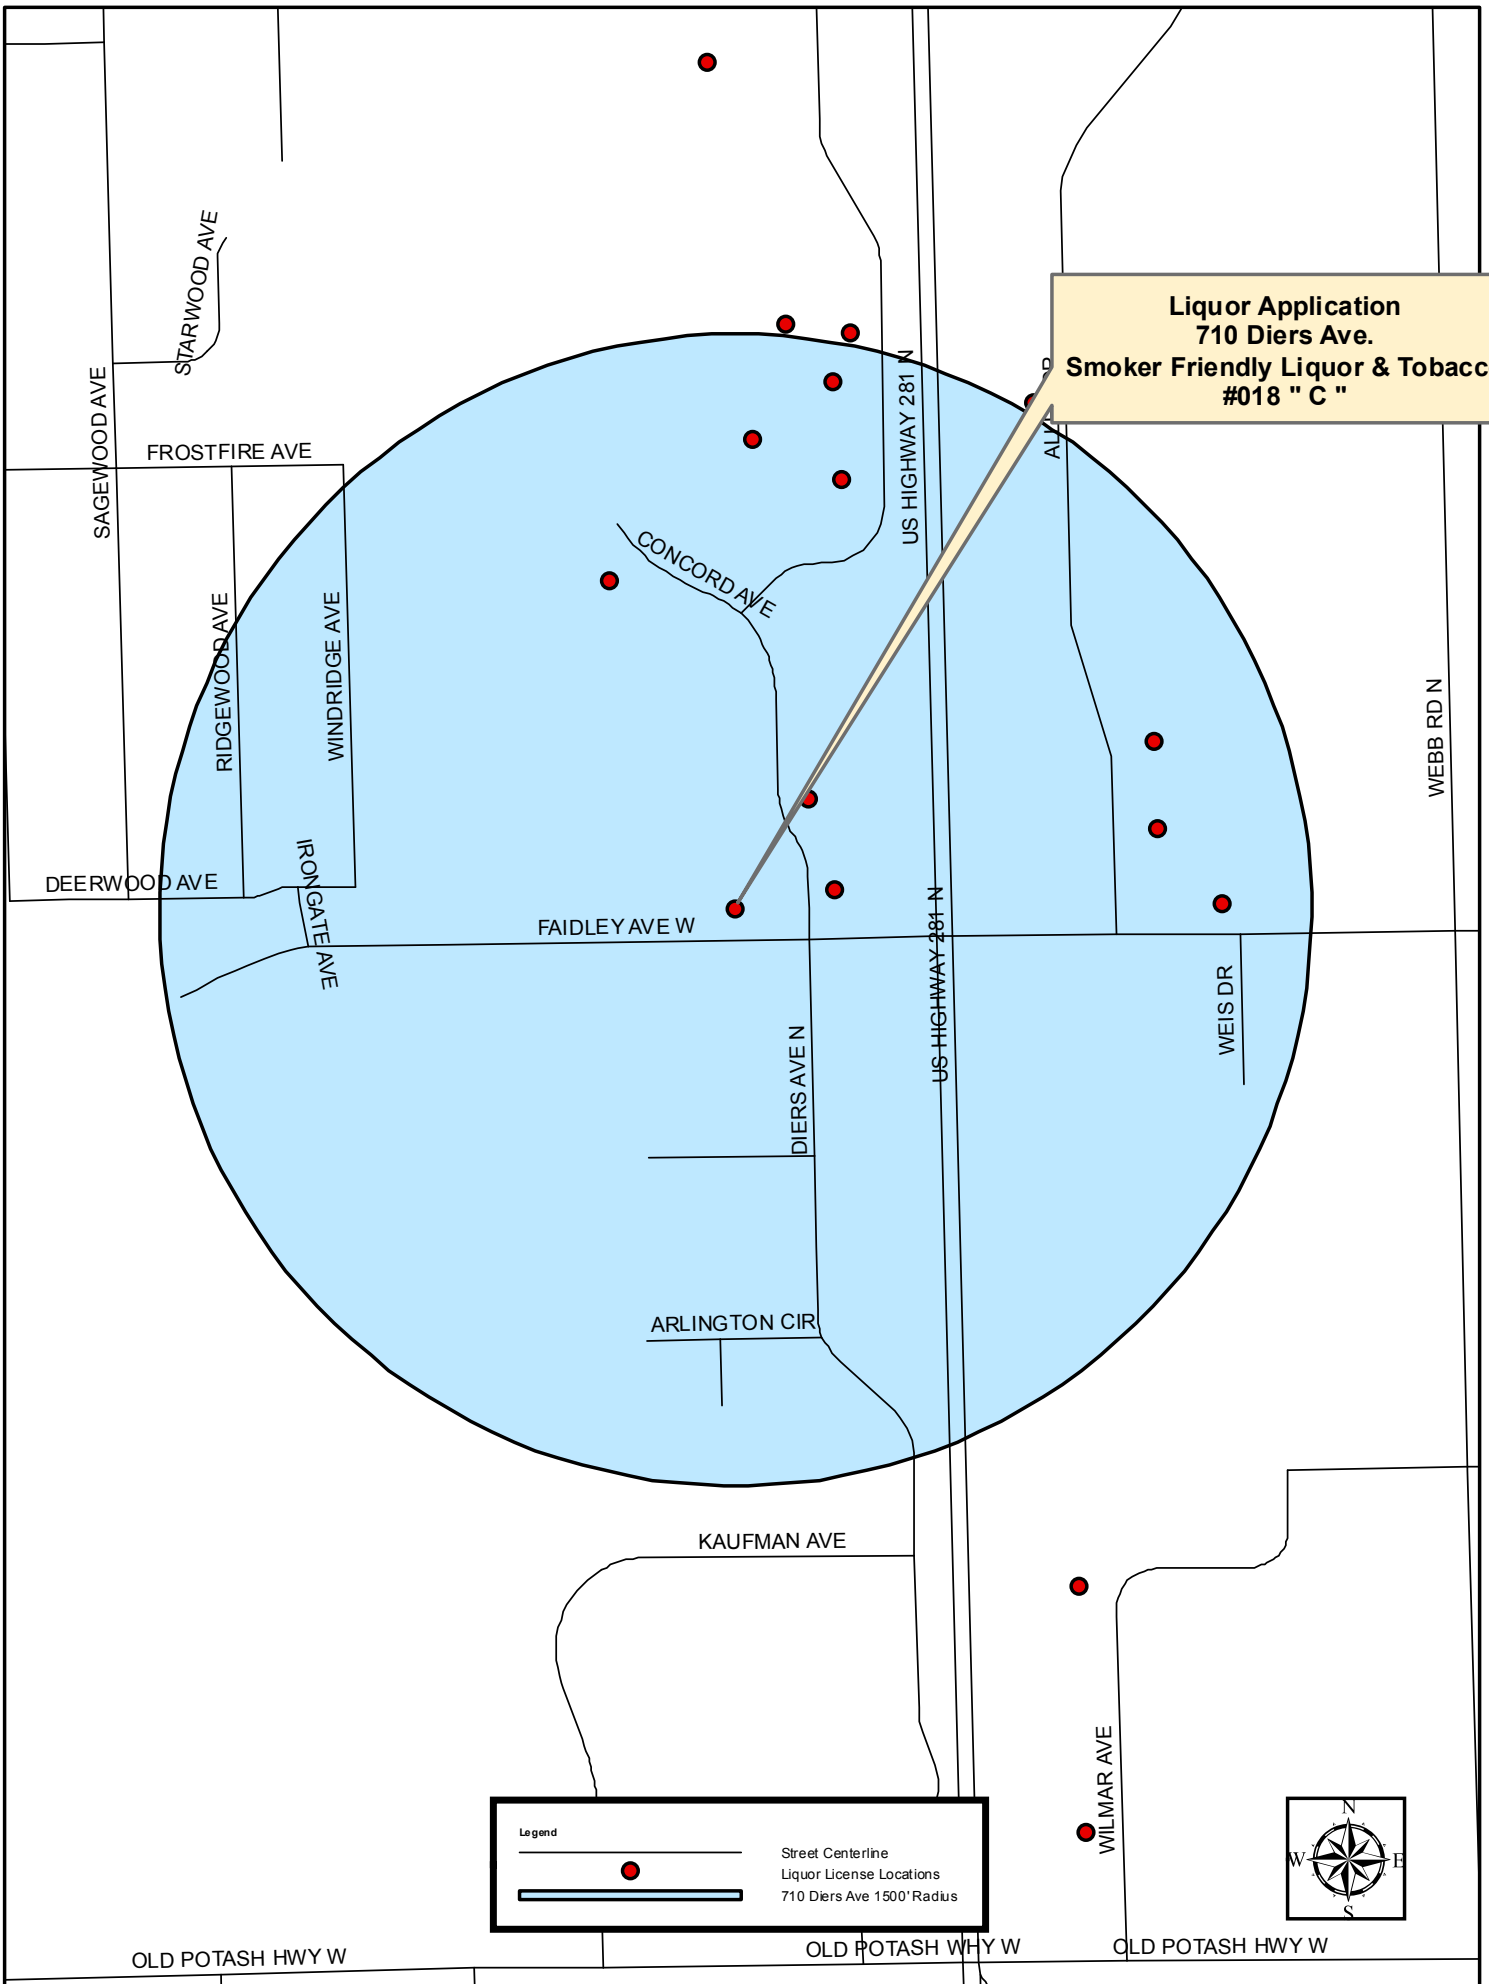 STARWOOD AVE
SAGEWOOD AVE
FROSTFIRE AVE
US HIGHWAY 281 N
Liquor Application
710 Diers Ave.
Smoker Friendly Liquor & Tobacc
#018 " C "
CONCORD AVE
RIDGEWOOD AVE
WINDRIDGE AVE
WEBB RD N
DEERWOOD AVE
IRONGATE AVE
FAIDLEY AVE W
US HIGHWAY 281 N
WEIS DR
DIERS AVE N
ARLINGTON CIR
KAUFMAN AVE
WILMAR AVE
Legend
Street Centerline
Liquor License Locations
710 Diers Ave 1500' Radius
N
W E
S
OLD POTASH HWY W
OLD POTASH WHY W
OLD POTASH HWY W